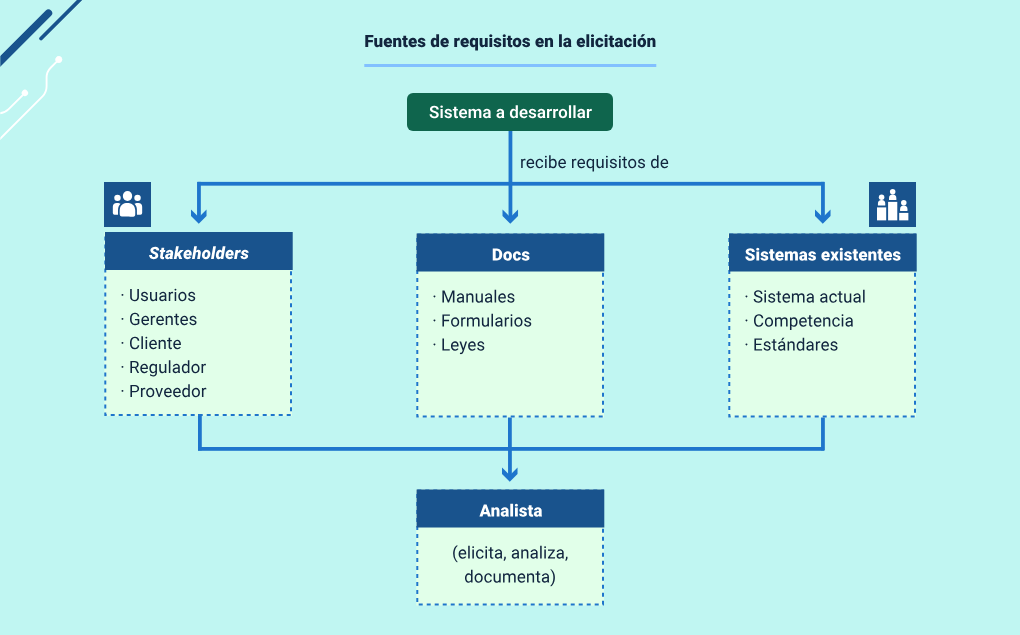 Fuentes de requisitos en la elicitación
Sistema a desarrollar
recibe requisitos de
Stakeholders
· Usuarios
· Gerentes
· Cliente
· Regulador
· Proveedor
Docs
· Manuales
· Formularios
· Leyes
Sistemas existentes
· Sistema actual
· Competencia
· Estándares
Analista
(elicita, analiza,
documenta)